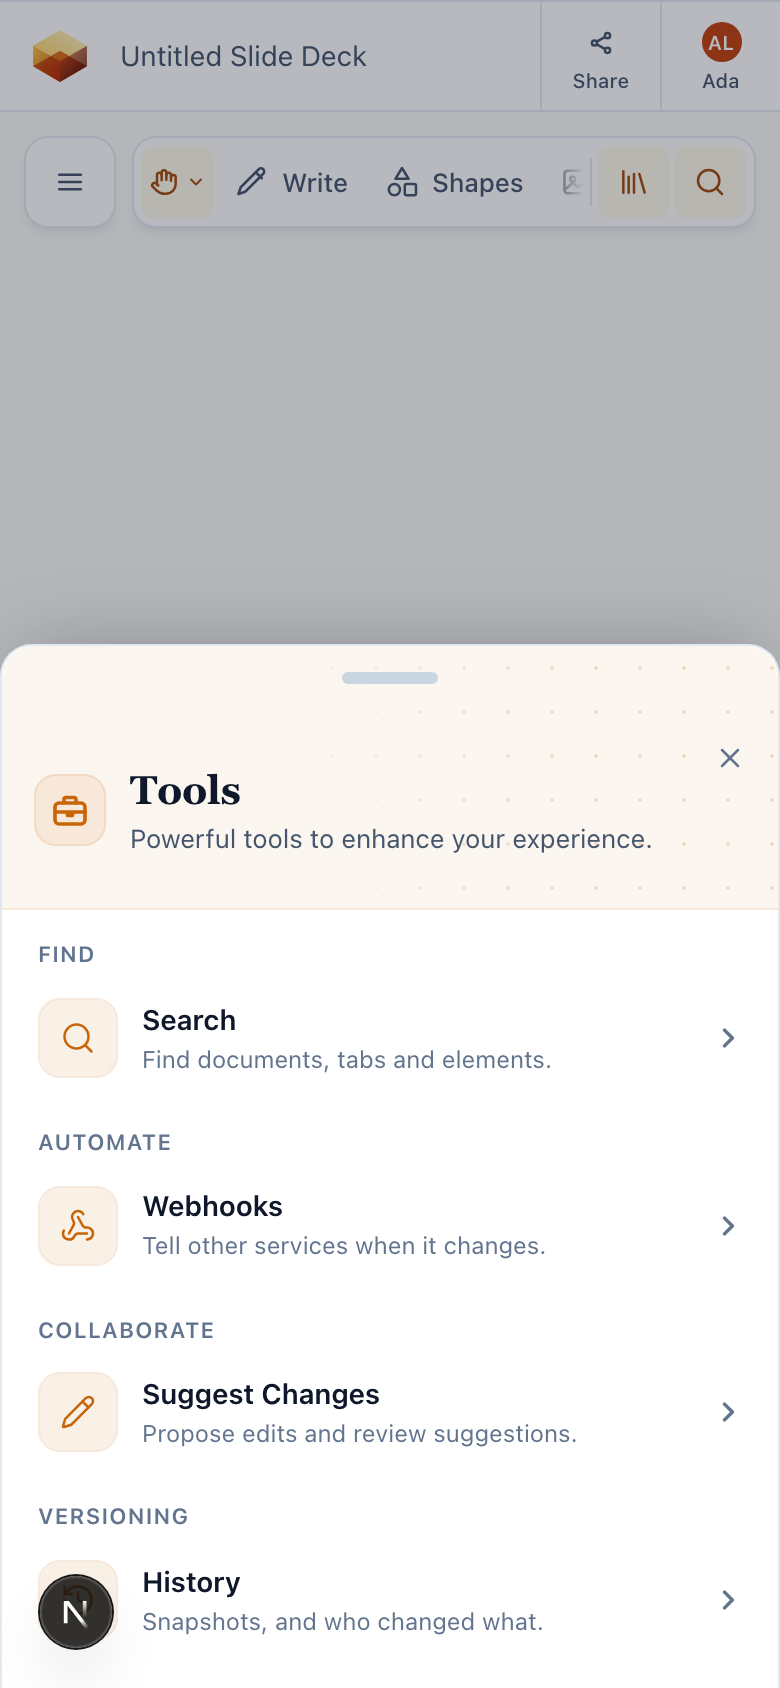 Untitled Slide Deck
Share
AL
Ada
Write
Shapes
Tools
Powerful tools to enhance your experience.
FIND
Search
Find documents, tabs and elements.
AUTOMATE
Webhooks
Tell other services when it changes.
COLLABORATE
Suggest Changes
Propose edits and review suggestions.
VERSIONING
History
Snapshots, and who changed what.
N